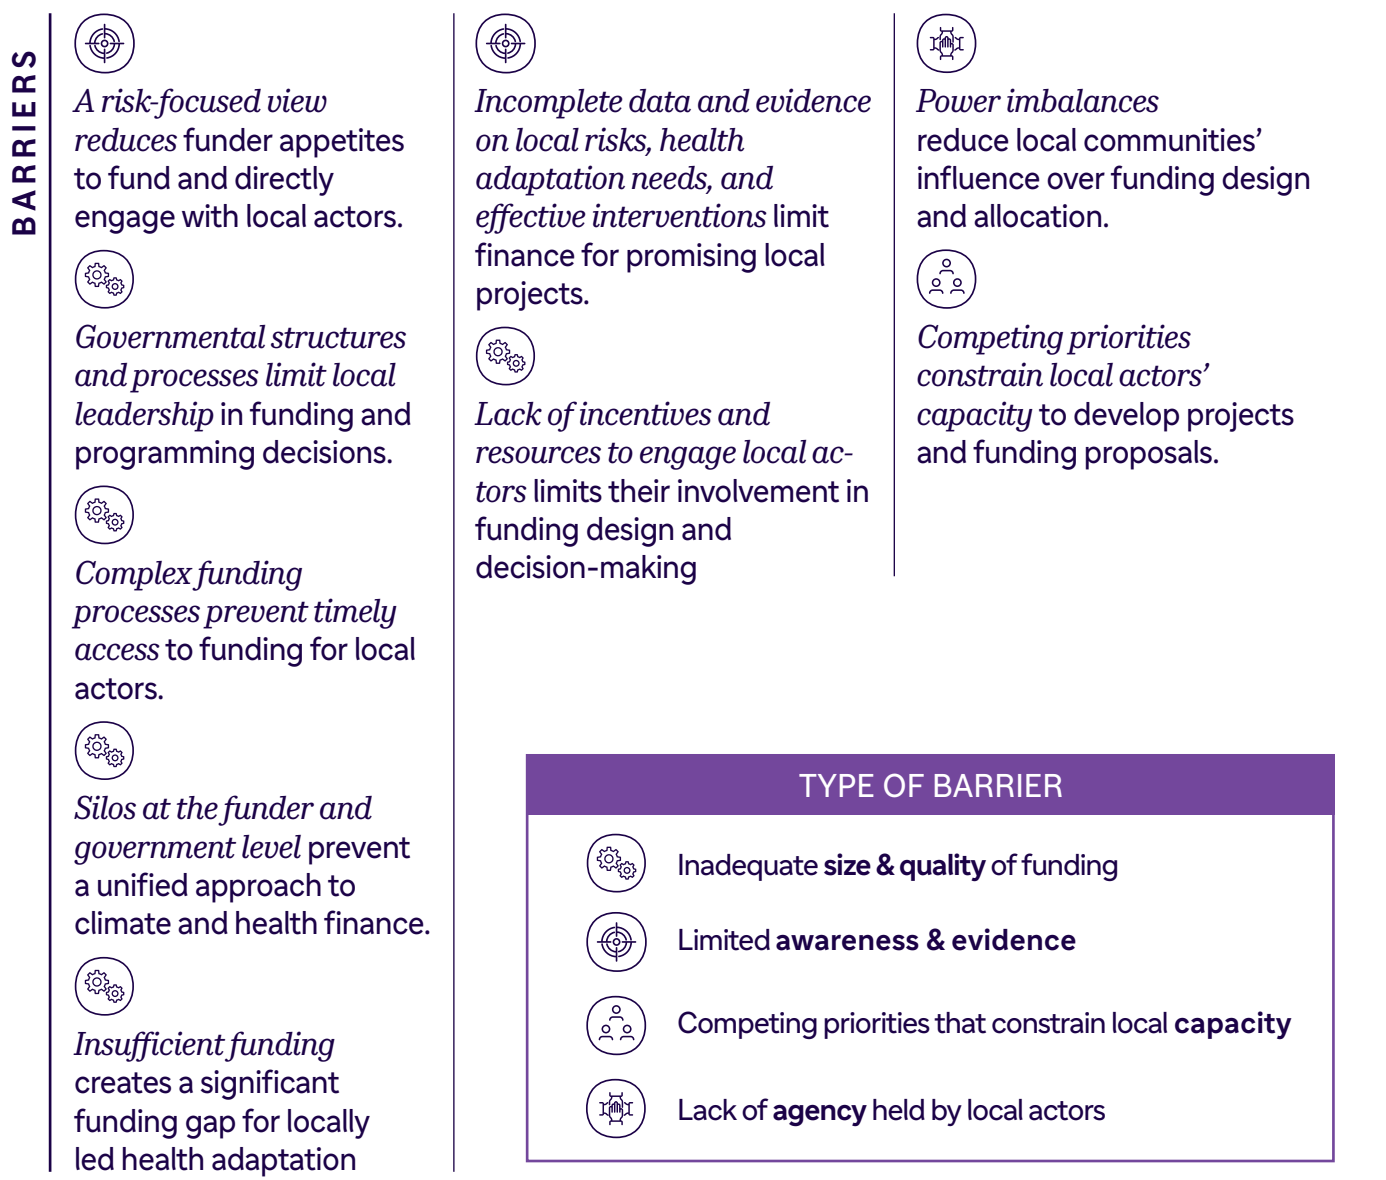 BARRIERS
A risk-focused view
reduces funder appetites
to fund and directly
engage with local actors.
Governmental structures
and processes limit local
leadership in funding and
programming decisions.
Complex funding
processes prevent timely
access to funding for local
actors.
Silos at the funder and
government level prevent
a unified approach to
climate and health finance.
Insufficient funding
creates a significant
funding gap for locally
led health adaptation
Incomplete data and evidence
on local risks, health
adaptation needs, and
effective interventions limit
finance for promising local
projects.
Lack of incentives and
resources to engage local ac-
tors limits their involvement in
funding design and
decision-making
Power imbalances
reduce local communities’
influence over funding design
and allocation.
Competing priorities
constrain local actors’
capacity to develop projects
and funding proposals.
TYPE OF BARRIER
Inadequate size & quality of funding
Limited awareness & evidence
Competing priorities that constrain local capacity
Lack of agency held by local actors